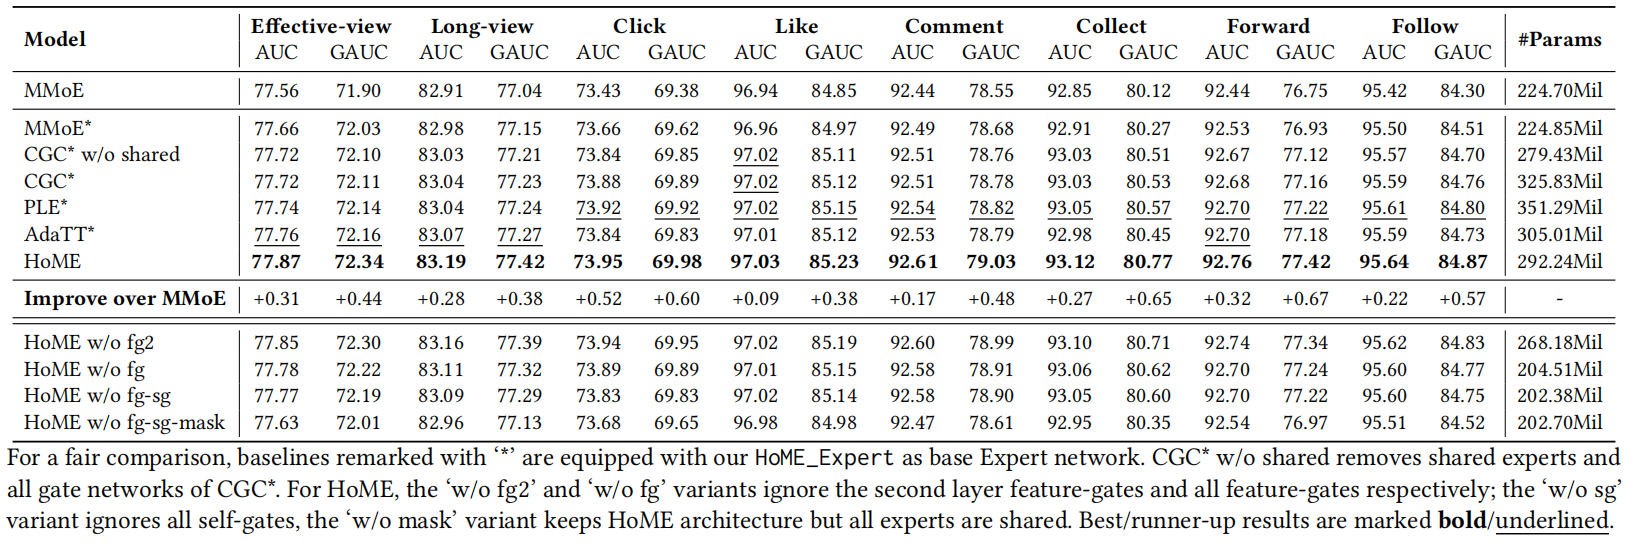 Model Effective-view Long-view Click Like Comment Collect Forward Follow #Params
AUC GAUC AUC GAUC AUC GAUC AUC GAUC AUC GAUC AUC GAUC AUC GAUC AUC GAUC
MMoE 77.56 71.90 82.91 77.04 73.43 69.38 96.94 84.85 92.44 78.55 92.85 80.12 92.44 76.75 95.42 84.30 224.70Mil
MMoE* 77.66 72.03 82.98 77.15 73.66 69.62 96.96 84.97 92.49 78.68 92.91 80.27 92.53 76.93 95.50 84.51 224.85Mil
CGC* w/o shared 77.72 72.10 83.03 77.21 73.84 69.85 97.02 85.11 92.51 78.76 93.03 80.51 92.67 77.12 95.57 84.70 279.43Mil
CGC* 77.72 72.11 83.04 77.23 73.88 69.89 97.02 85.12 92.51 78.78 93.03 80.53 92.68 77.16 95.59 84.76 325.83Mil
PLE* 77.74 72.14 83.04 77.24 73.92 69.92 97.02 85.15 92.54 78.82 93.05 80.57 92.70 77.22 95.61 84.80 351.29Mil
AdaTT* 77.76 72.16 83.07 77.27 73.84 69.83 97.01 85.12 92.53 78.79 92.98 80.45 92.70 77.18 95.59 84.73 305.01Mil
HoME 77.87 72.34 83.19 77.42 73.95 69.98 97.03 85.23 92.61 79.03 93.12 80.77 92.76 77.42 95.64 84.87 292.24Mil
Improve over MMoE +0.31 +0.44 +0.28 +0.38 +0.52 +0.60 +0.09 +0.38 +0.17 +0.48 +0.27 +0.65 +0.32 +0.67 +0.22 +0.57 -
HoME w/o fg2 77.85 72.30 83.16 77.39 73.94 69.95 97.02 85.19 92.60 78.99 93.10 80.71 92.74 77.34 95.62 84.83 268.18Mil
HoME w/o fg 77.78 72.22 83.11 77.32 73.89 69.89 97.01 85.15 92.58 78.91 93.06 80.62 92.70 77.24 95.60 84.77 204.51Mil
HoME w/o fg-sg 77.77 72.19 83.09 77.29 73.83 69.83 97.02 85.14 92.58 78.90 93.05 80.60 92.70 77.22 95.60 84.75 202.38Mil
HoME w/o fg-sg-mask 77.63 72.01 82.96 77.13 73.68 69.65 96.98 84.98 92.47 78.61 92.95 80.35 92.54 76.97 95.51 84.52 202.70Mil
For a fair comparison, baselines remarked with ‘*’ are equipped with our HoME_Expert as base Expert network. CGC* w/o shared removes shared experts and
all gate networks of CGC*. For HoME, the ‘w/o fg2’ and ‘w/o fg’ variants ignore the second layer feature-gates and all feature-gates respectively; the ‘w/o sg’
variant ignores all self-gates, the ‘w/o mask’ variant keeps HoME architecture but all experts are shared. Best/runner-up results are marked bold/underlined.